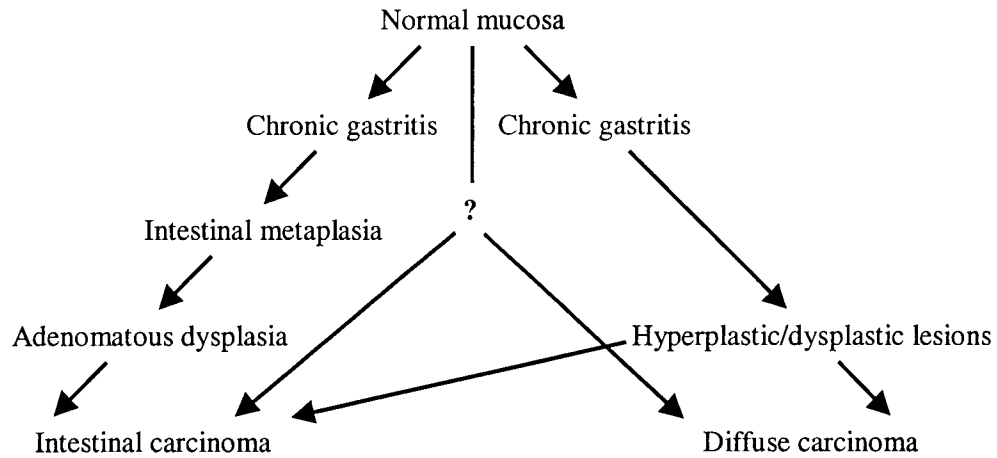 Normal mucosa
Chronic gastritis Chronic gastritis
?
Intestinal metaplasia
Adenomatous dysplasia Hyperplastic/dysplastic lesions
Intestinal carcinoma Diffuse carcinoma